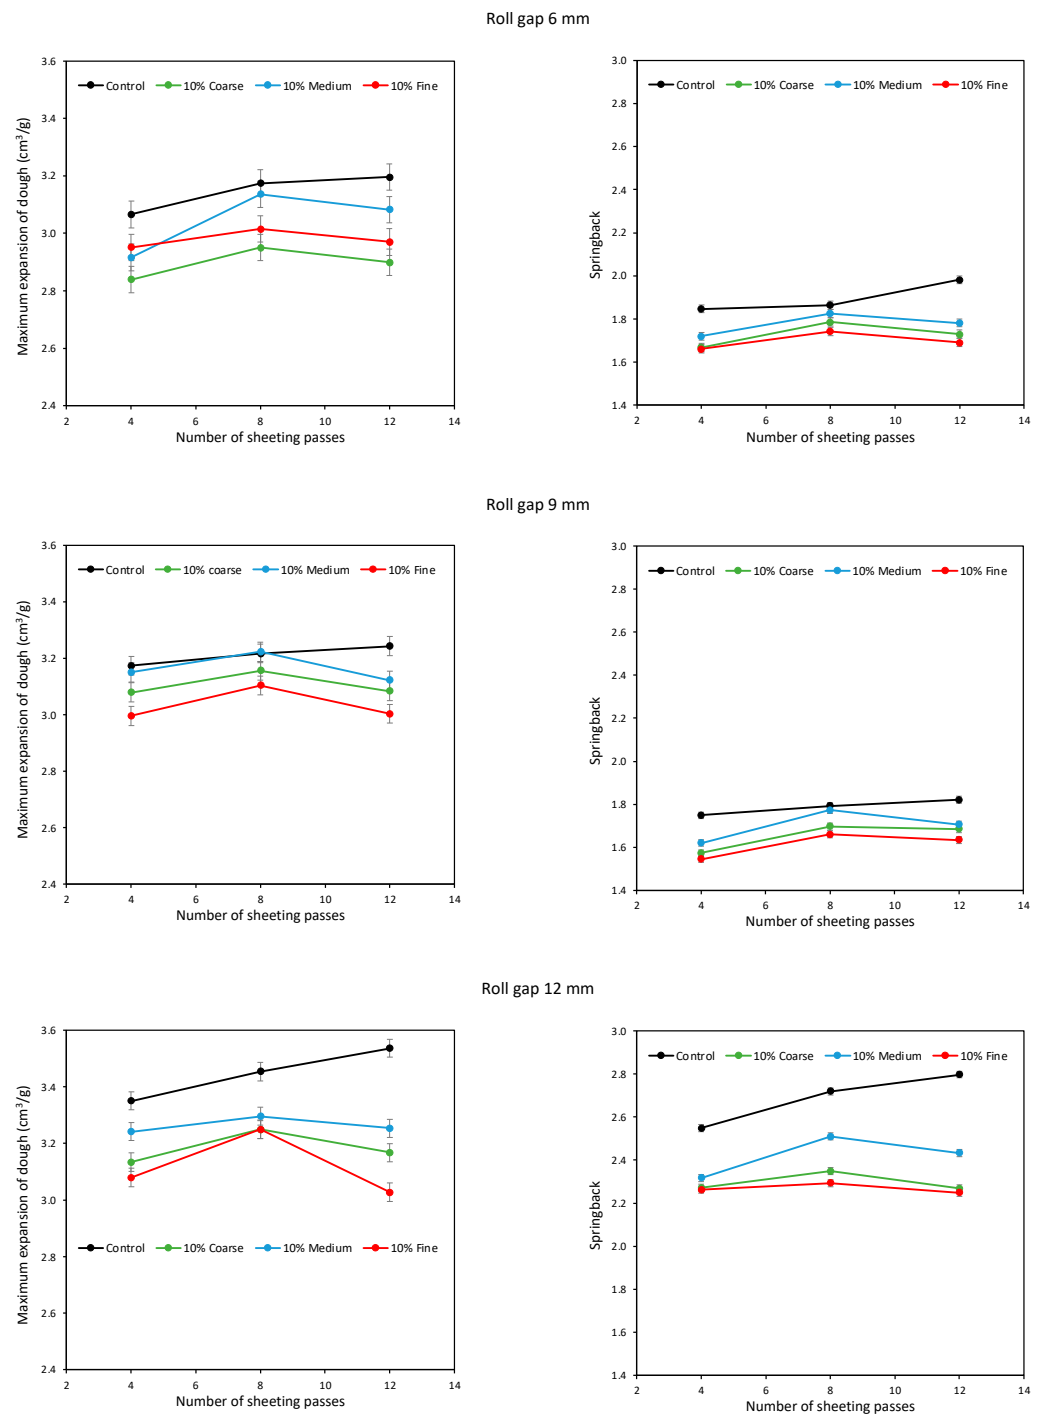 Roll gap 6 mm
Maximum expansion of dough (cm³/g)
3.6
3.4
3.2
3.0
2.8
2.6
2.4
Control 10% Coarse 10% Medium 10% Fine
2 4 6 8 10 12 14
Number of sheeting passes
Springback
3.0
2.8
2.6
2.4
2.2
2.0
1.8
1.6
1.4
Control 10% Coarse 10% Medium 10% Fine
2 4 6 8 10 12 14
Number of sheeting passes
Roll gap 9 mm
Maximum expansion of dough (cm³/g)
3.6
3.4
3.2
3.0
2.8
2.6
2.4
Control 10% coarse 10% Medium 10% Fine
2 4 6 8 10 12 14
Number of sheeting passes
Springback
3.0
2.8
2.6
2.4
2.2
2.0
1.8
1.6
1.4
Control 10% Coarse 10% Medium 10% Fine
2 4 6 8 10 12 14
Number of sheeting passes
Roll gap 12 mm
Maximum expansion of dough (cm³/g)
3.6
3.4
3.2
3.0
2.8
2.6
2.4
Control 10% Coarse 10% Medium 10% Fine
2 4 6 8 10 12 14
Number of sheeting passes
Springback
3.0
2.8
2.6
2.4
2.2
2.0
1.8
1.6
1.4
Control 10% Coarse 10% Medium 10% Fine
2 4 6 8 10 12 14
Number of sheeting passes